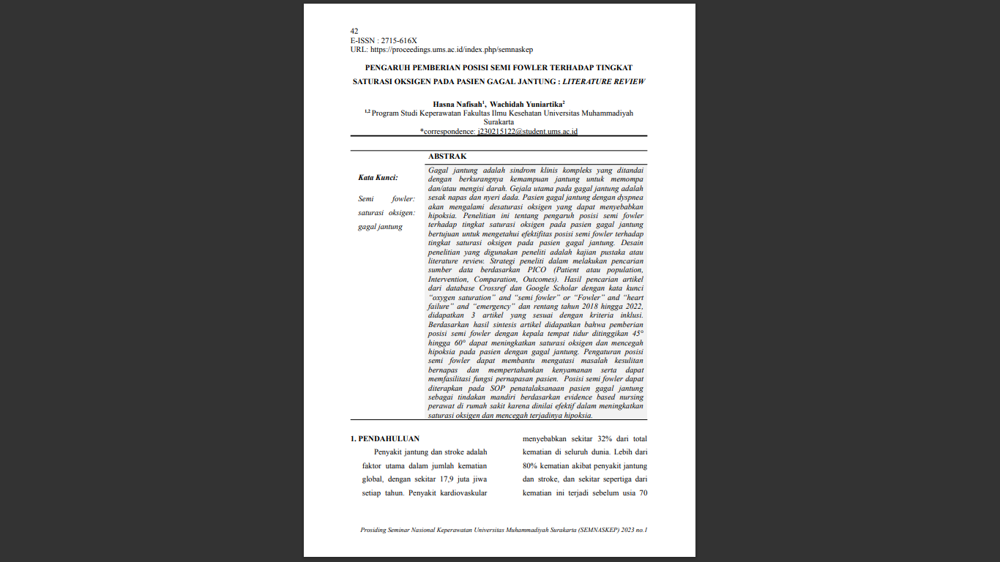 42
E-ISSN : 2715-616X
URL: https://proceedings.ums.ac.id/index.php/semnaskep
PENGARUH PEMBERIAN POSISI SEMI FOWLER TERHADAP TINGKAT
SATURASI OKSIGEN PADA PASIEN GAGAL JANTUNG : LITERATURE REVIEW
Hasna Nafisah¹, Wachidah Yuniartika²
¹,² Program Studi Keperawatan Fakultas Ilmu Kesehatan Universitas Muhammadiyah
Surakarta
*correspondence: j230215122@student.ums.ac.id
ABSTRAK
Kata Kunci:
Semi fowler:
saturasi oksigen:
gagal jantung
Gagal jantung adalah sindrom klinis kompleks yang ditandai
dengan berkurangnya kemampuan jantung untuk memompa
dan/atau mengisi darah. Gejala utama pada gagal jantung adalah
sesak napas dan nyeri dada. Pasien gagal jantung dengan dyspnea
akan mengalami desaturasi oksigen yang dapat menyebabkan
hipoksia. Penelitian ini tentang pengaruh posisi semi fowler
terhadap tingkat saturasi oksigen pada pasien gagal jantung
bertujuan untuk mengetahui efektifitas posisi semi fowler terhadap
tingkat saturasi oksigen pada pasien gagal jantung. Desain
penelitian yang digunakan peneliti adalah kajian pustaka atau
literature review. Strategi peneliti dalam melakukan pencarian
sumber data berdasarkan PICO (Patient atau population,
Intervention, Comparation, Outcomes). Hasil pencarian artikel
dari database Crossref dan Google Scholar dengan kata kunci
“oxygen saturation” and “semi fowler” or “Fowler” and “heart
failure” and “emergency” dan rentang tahun 2018 hingga 2022,
didapatkan 3 artikel yang sesuai dengan kriteria inklusi.
Berdasarkan hasil sintesis artikel didapatkan bahwa pemberian
posisi semi fowler dengan kepala tempat tidur ditinggikan 45°
hingga 60° dapat meningkatkan saturasi oksigen dan mencegah
hipoksia pada pasien dengan gagal jantung. Pengaturan posisi
semi fowler dapat membantu mengatasi masalah kesulitan
bernapas dan mempertahankan kenyamanan serta dapat
memfasilitasi fungsi pernapasan pasien. Posisi semi fowler dapat
diterapkan pada SOP penatalaksanaan pasien gagal jantung
sebagai tindakan mandiri berdasarkan evidence based nursing
perawat di rumah sakit karena dinilai efektif dalam meningkatkan
saturasi oksigen dan mencegah terjadinya hipoksia.
1. PENDAHULUAN
Penyakit jantung dan stroke adalah
faktor utama dalam jumlah kematian
global, dengan sekitar 17,9 juta jiwa
setiap tahun. Penyakit kardiovaskular
menyebabkan sekitar 32% dari total
kematian di seluruh dunia. Lebih dari
80% kematian akibat penyakit jantung
dan stroke, dan sekitar sepertiga dari
kematian ini terjadi sebelum usia 70
Prosiding Seminar Nasional Keperawatan Universitas Muhammadiyah Surakarta (SEMNASKEP) 2023 no.1